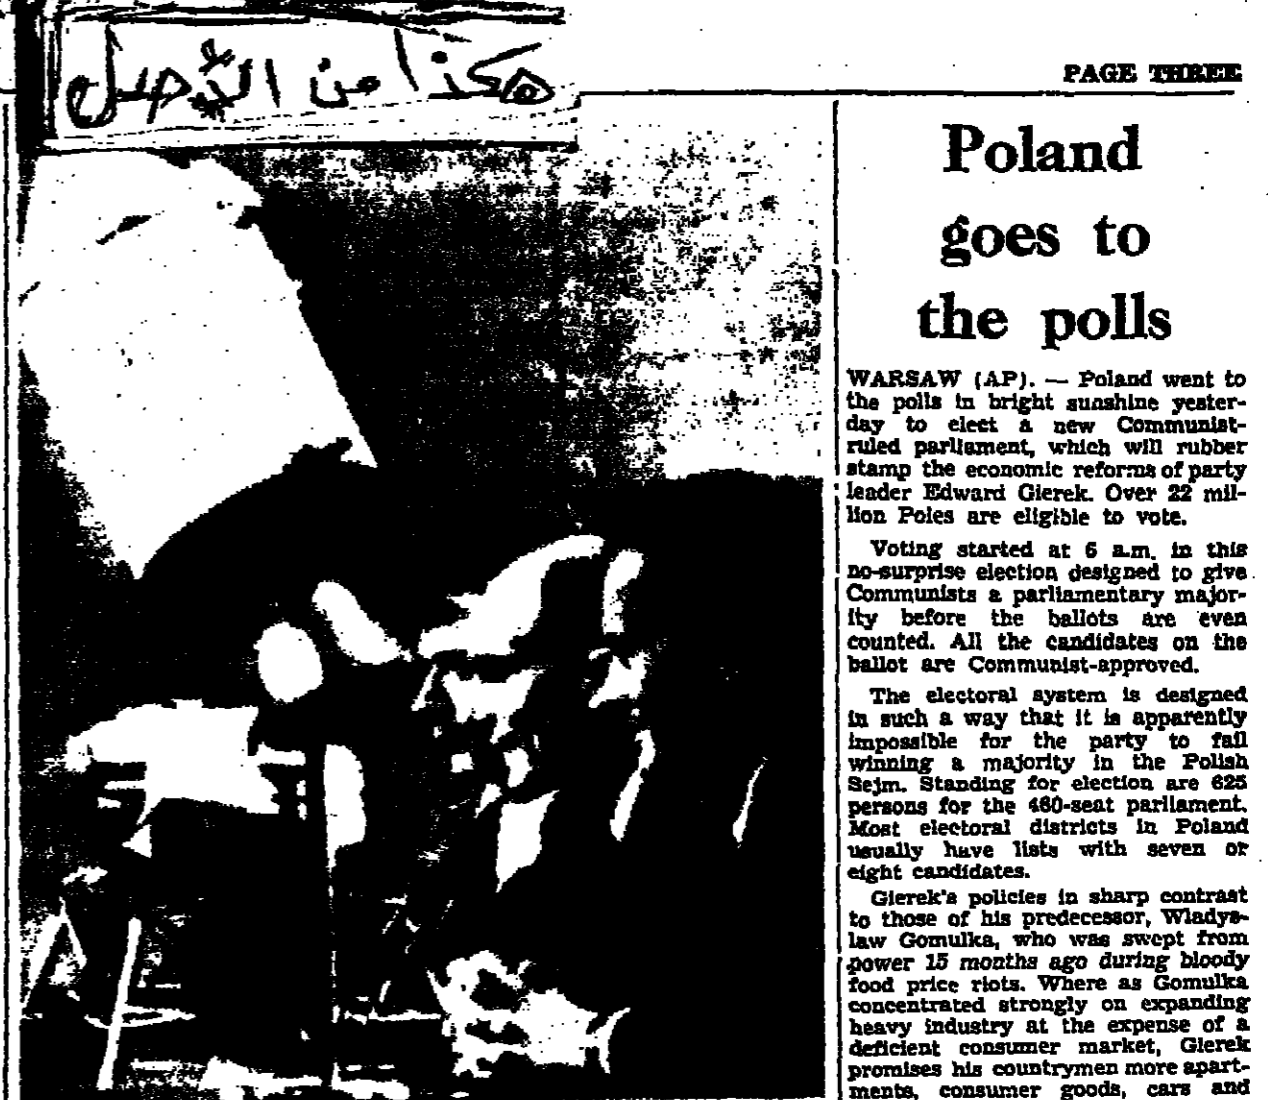 هكذا من الأصل
PAGE THREE
Poland
goes to
the polls
WARSAW (AP). — Poland went to
the polls in bright sunshine yester-
day to elect a new Communist-
ruled parliament, which will rubber
stamp the economic reforms of party
leader Edward Gierek. Over 22 mil-
lion Poles are eligible to vote.
Voting started at 6 a.m. in this
no-surprise election designed to give
Communists a parliamentary major-
ity before the ballots are even
counted. All the candidates on the
ballot are Communist-approved.
The electoral system is designed
in such a way that it is apparently
impossible for the party to fail
winning a majority in the Polish
Sejm. Standing for election are 625
persons for the 460-seat parliament.
Most electoral districts in Poland
usually have lists with seven or
eight candidates.
Gierek's policies in sharp contrast
to those of his predecessor, Wladys-
law Gomulka, who was swept from
power 15 months ago during bloody
food price riots. Where as Gomulka
concentrated strongly on expanding
heavy industry at the expense of a
deficient consumer market, Gierek
promises his countrymen more apart-
ments, consumer goods, cars and